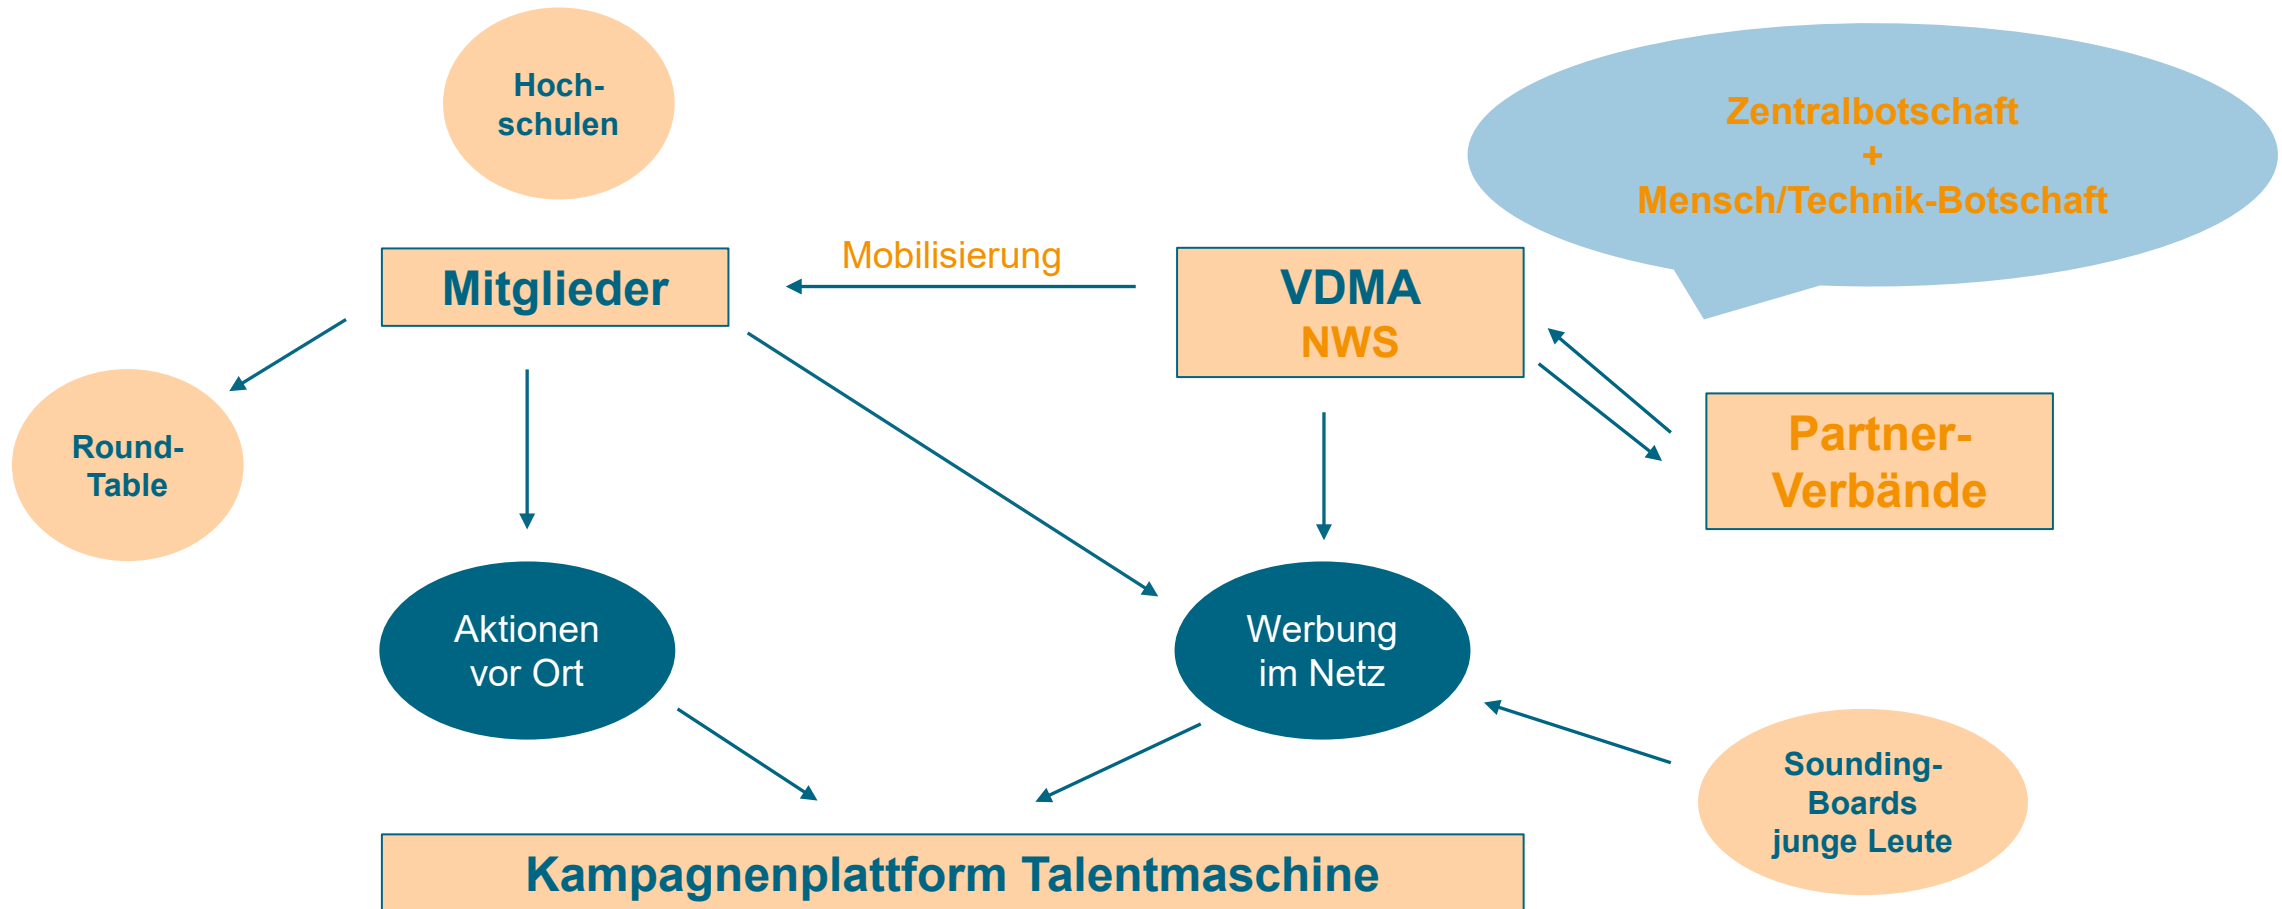 Hoch-
schulen
Zentralbotschaft
+
Mensch/Technik-Botschaft
Mitglieder
Mobilisierung
VDMA
NWS
Round-
Table
Partner-
Verbände
Aktionen
vor Ort
Werbung
im Netz
Sounding-
Boards
junge Leute
Kampagnenplattform Talentmaschine